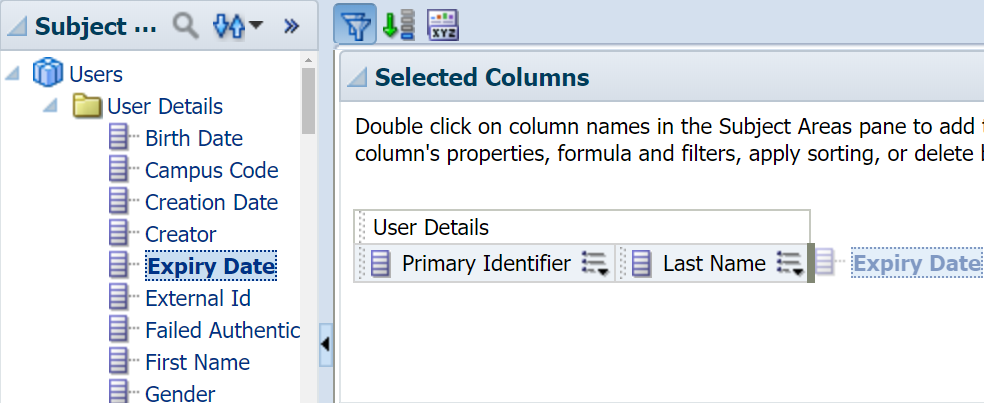 Subject ...
Users
User Details
Birth Date
Campus Code
Creation Date
Creator
Expiry Date
External Id
Failed Authentic
First Name
Gender
XYZ
Selected Columns
Double click on column names in the Subject Areas pane to add
column's properties, formula and filters, apply sorting, or delete
User Details
Primary Identifier Last Name Expiry Date